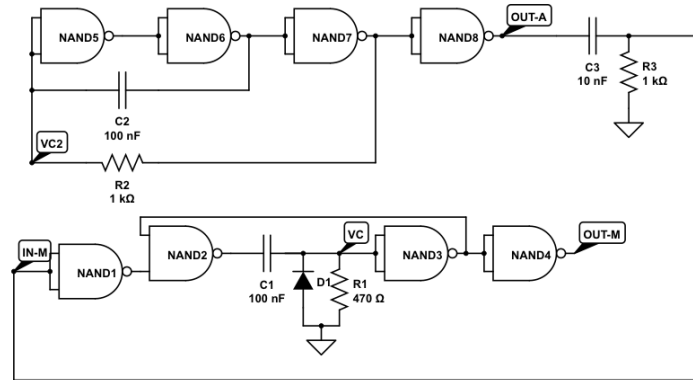 OUT-A
NAND5
NAND6
NAND7
NAND8
C3
10 nF
R3
1 kΩ
C2
100 nF
VC2
R2
1 kΩ
IN-M
NAND1
NAND2
C1
100 nF
D1
VC
R1
470 Ω
NAND3
NAND4
OUT-M